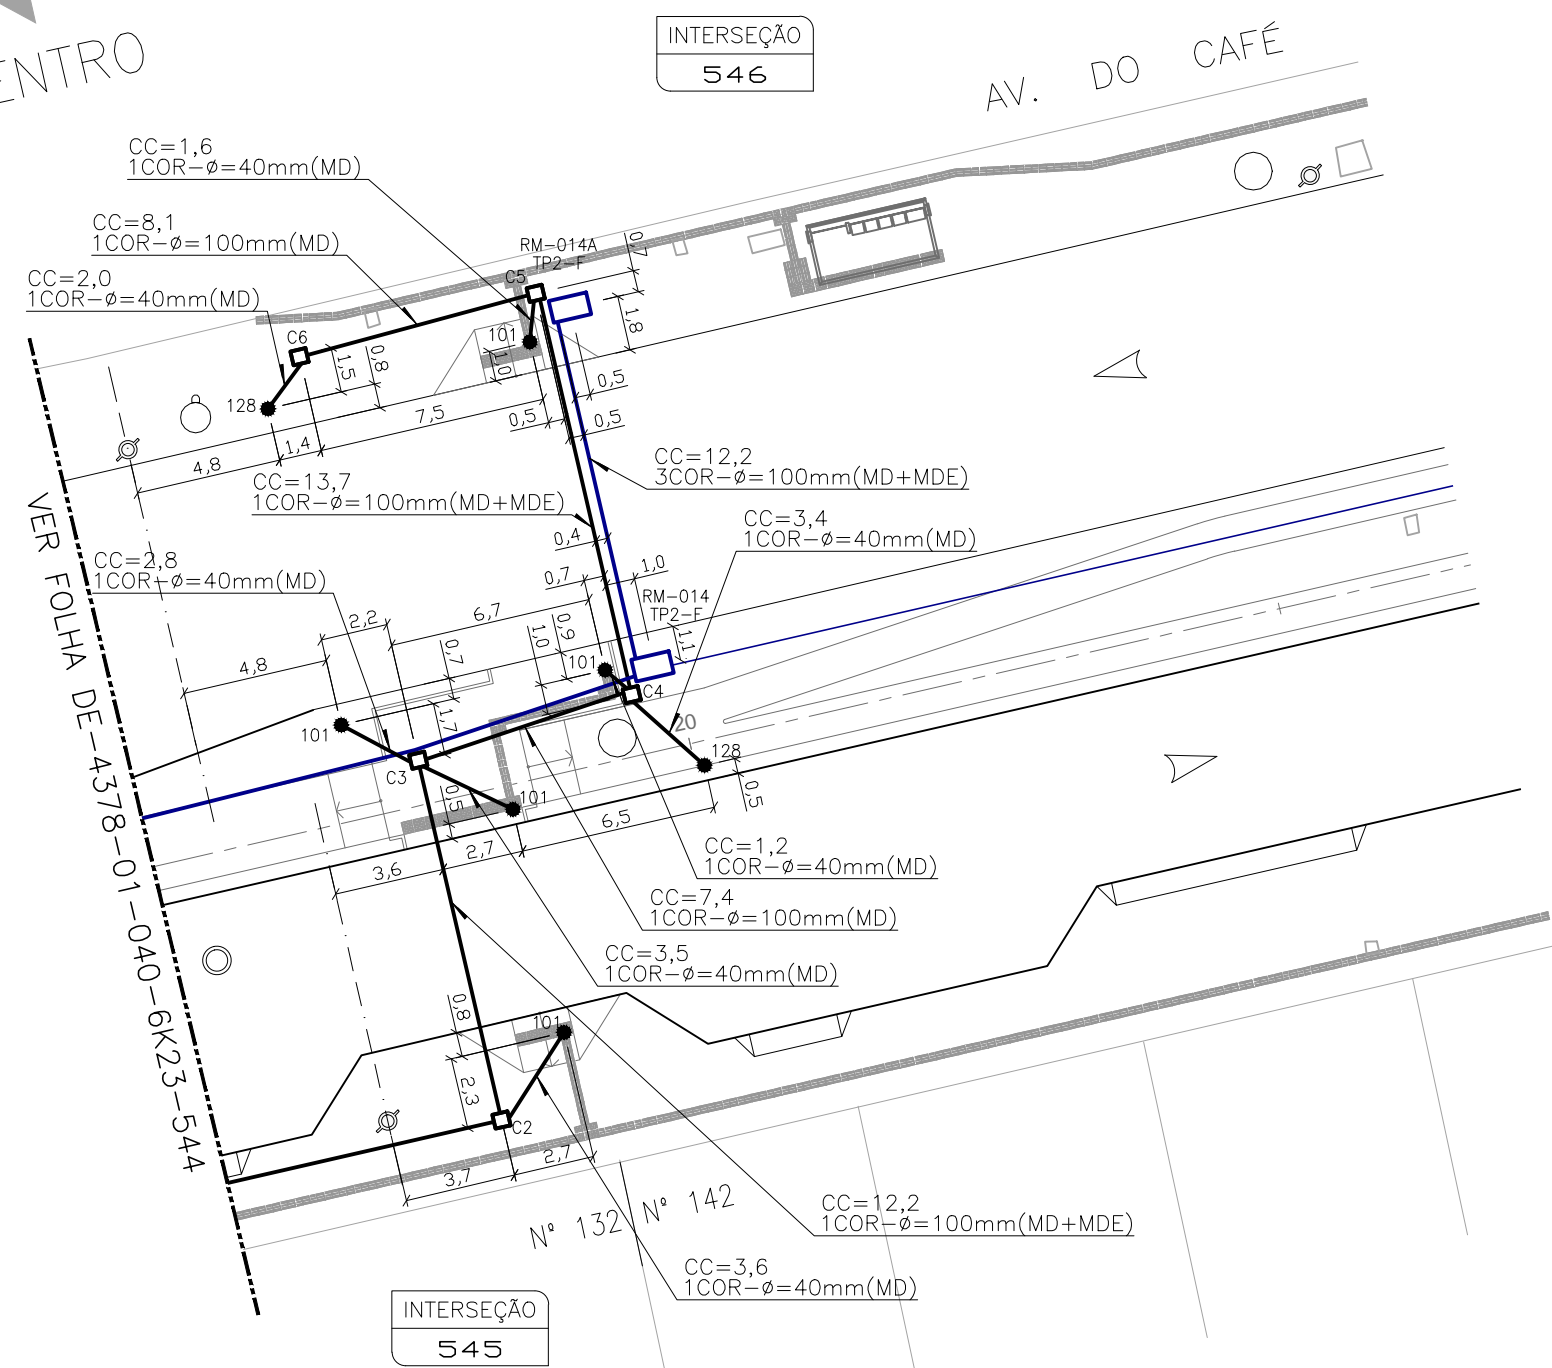 ENTRO
INTERSEÇÃO
546
AV. DO CAFÉ
CC=1,6
1COR-ø=40mm(MD)
CC=8,1
1COR-ø=100mm(MD)
CC=2,0
1COR-ø=40mm(MD)
RM-014A
TP2-F
C5
0,7
1,8
C6
101
1,0
1,5
0,8
128
7,5
0,5
0,5
0,5
1,4
4,8
CC=13,7
1COR-ø=100mm(MD+MDE)
CC=12,2
3COR-ø=100mm(MD+MDE)
CC=3,4
1COR-ø=40mm(MD)
0,4
0,7
1,0
CC=2,8
1COR-ø=40mm(MD)
RM-014
TP2-F
1,1
VER FOLHA DE-4378-01-040-6K23-544
2,2
6,7
0,9
1,0
0,7
4,8
101
C4
1,7
101
C3
20
128
0,5
0,5
101
6,5
2,7
3,6
CC=1,2
1COR-ø=40mm(MD)
CC=7,4
1COR-ø=100mm(MD)
CC=3,5
1COR-ø=40mm(MD)
0,8
101
2,3
C2
2,7
3,7
Nº 132
Nº 142
CC=12,2
1COR-ø=100mm(MD+MDE)
CC=3,6
1COR-ø=40mm(MD)
INTERSEÇÃO
545